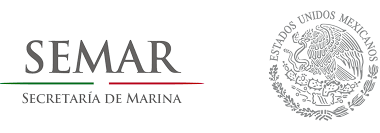 SEMAR
SECRETARÍA DE MARINA
ESTADOS UNIDOS MEXICANOS